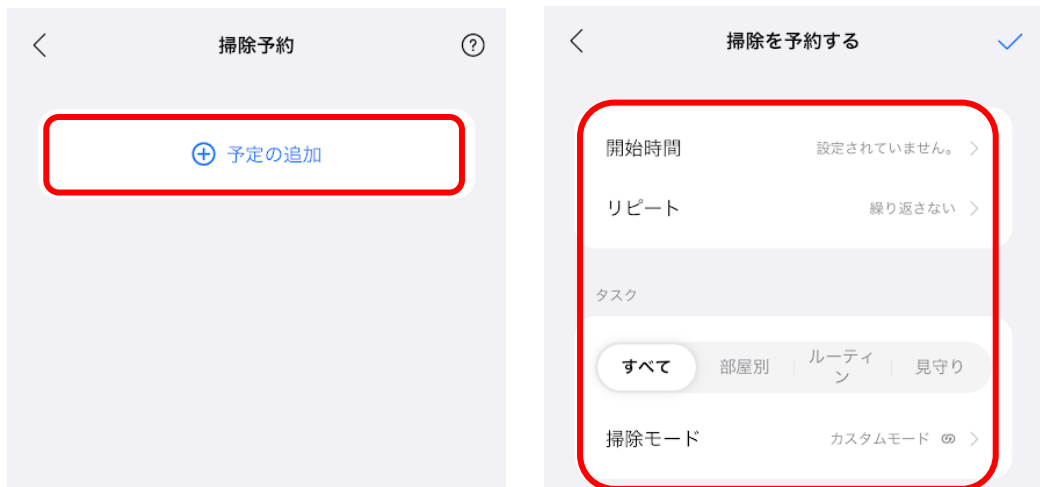 掃除予約
予定の追加
掃除を予約する
開始時間 設定されていません。
リピート 繰り返さない
タスク
すべて 部屋別 ルーティ
ン 見守り
掃除モード カスタムモード